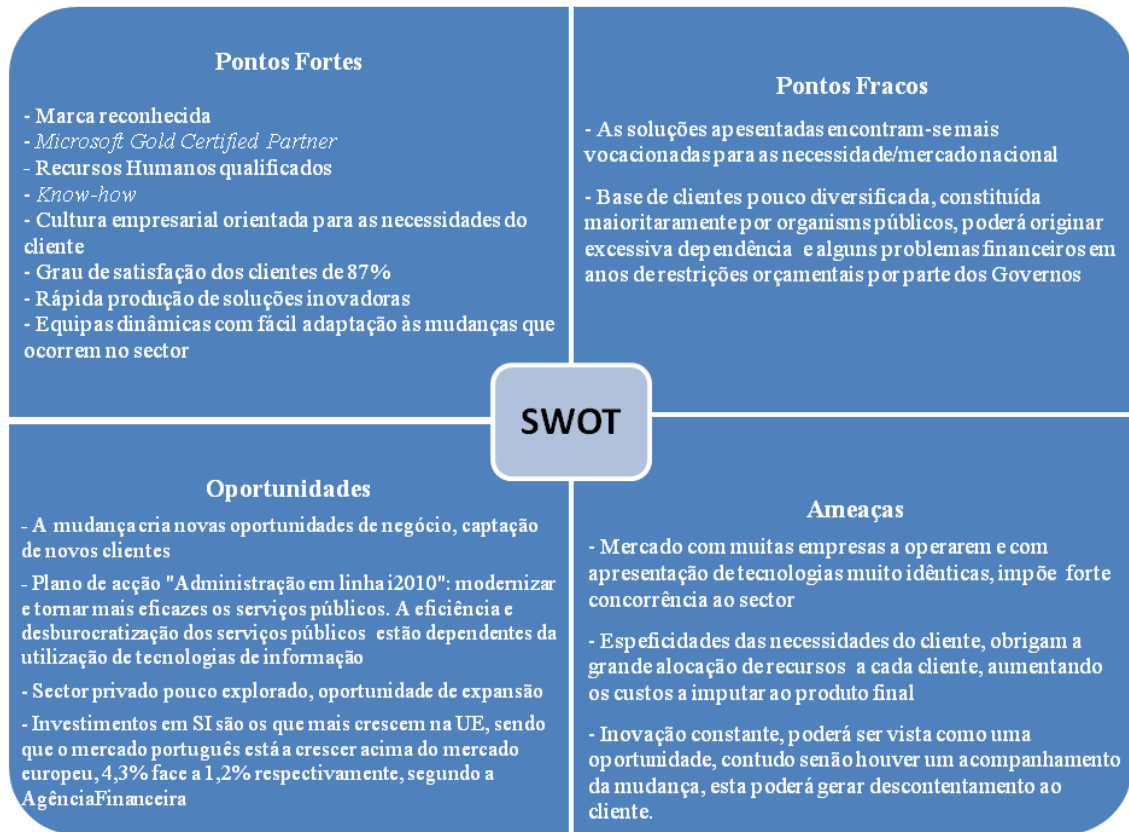 Pontos Fortes
- Marca reconhecida
- Microsoft Gold Certified Partner
- Recursos Humanos qualificados
- Know-how
- Cultura empresarial orientada para as necessidades do
cliente
- Grau de satisfação dos clientes de 87%
- Rápida produção de soluções inovadoras
- Equipas dinâmicas com fácil adaptação às mudanças que
ocorrem no sector
Pontos Fracos
- As soluções apresentadas encontram-se mais
vocacionadas para as necessidade/mercado nacional
- Base de clientes pouco diversificada, constituída
maioritaramente por organisms públicos, poderá originar
excessiva dependência e alguns problemas financeiros em
anos de restrições orçamentais por parte dos Governos
SWOT
Oportunidades
- A mudança cria novas oportunidades de negócio, captação
de novos clientes
- Plano de acção "Administração em linha i2010": modernizar
e tornar mais eficazes os serviços públicos. A eficiência e
desburocratização dos serviços públicos estão dependentes da
utilização de tecnologias de informação
- Sector privado pouco explorado, oportunidade de expansão
- Investimentos em SI são os que mais crescem na UE, sendo
que o mercado português está a crescer acima do mercado
europeu, 4,3% face a 1,2% respectivamente, segundo a
AgênciaFinanceira
Ameaças
- Mercado com muitas empresas a operarem e com
apresentação de tecnologias muito idênticas, impõe forte
concorrência ao sector
- Espeficidades das necessidades do cliente, obrigam a
grande alocação de recursos a cada cliente, aumentando
os custos a imputar ao produto final
- Inovação constante, poderá ser vista como uma
oportunidade, contudo senão houver um acompanhamento
da mudança, esta poderá gerar descontentamento ao
cliente.